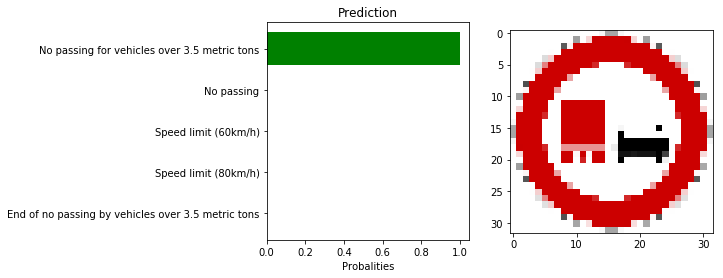 Prediction
No passing for vehicles over 3.5 metric tons
No passing
Speed limit (60km/h)
Speed limit (80km/h)
End of no passing by vehicles over 3.5 metric tons
0.0 0.2 0.4 0.6 0.8 1.0
Probalities
0
5
10
15
20
25
30
0 10 20 30